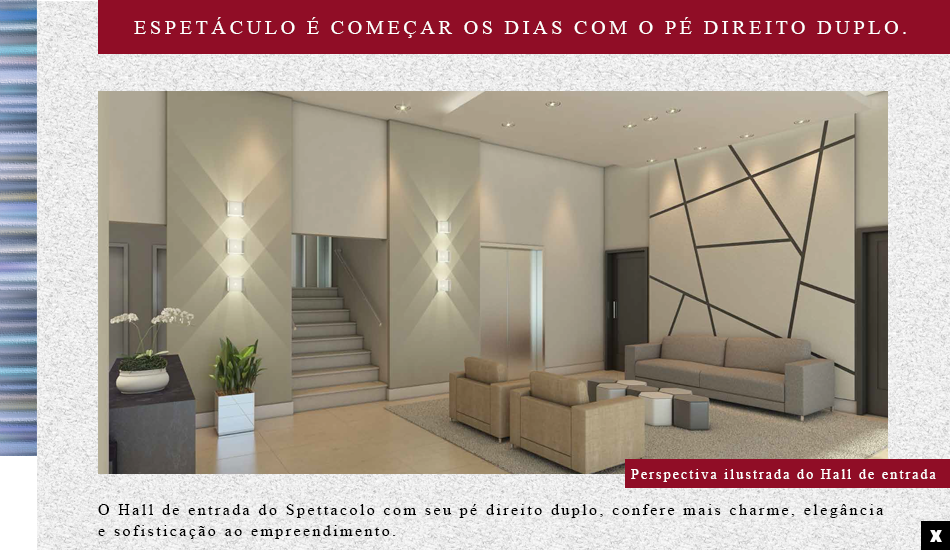 ESPETÁCULO É COMEÇAR OS DIAS COM O PÉ DIREITO DUPLO.
Perspectiva ilustrada do Hall de entrada
O Hall de entrada do Spettacolo com seu pé direito duplo, confere mais charme, elegância
e sofisticação ao empreendimento.
X